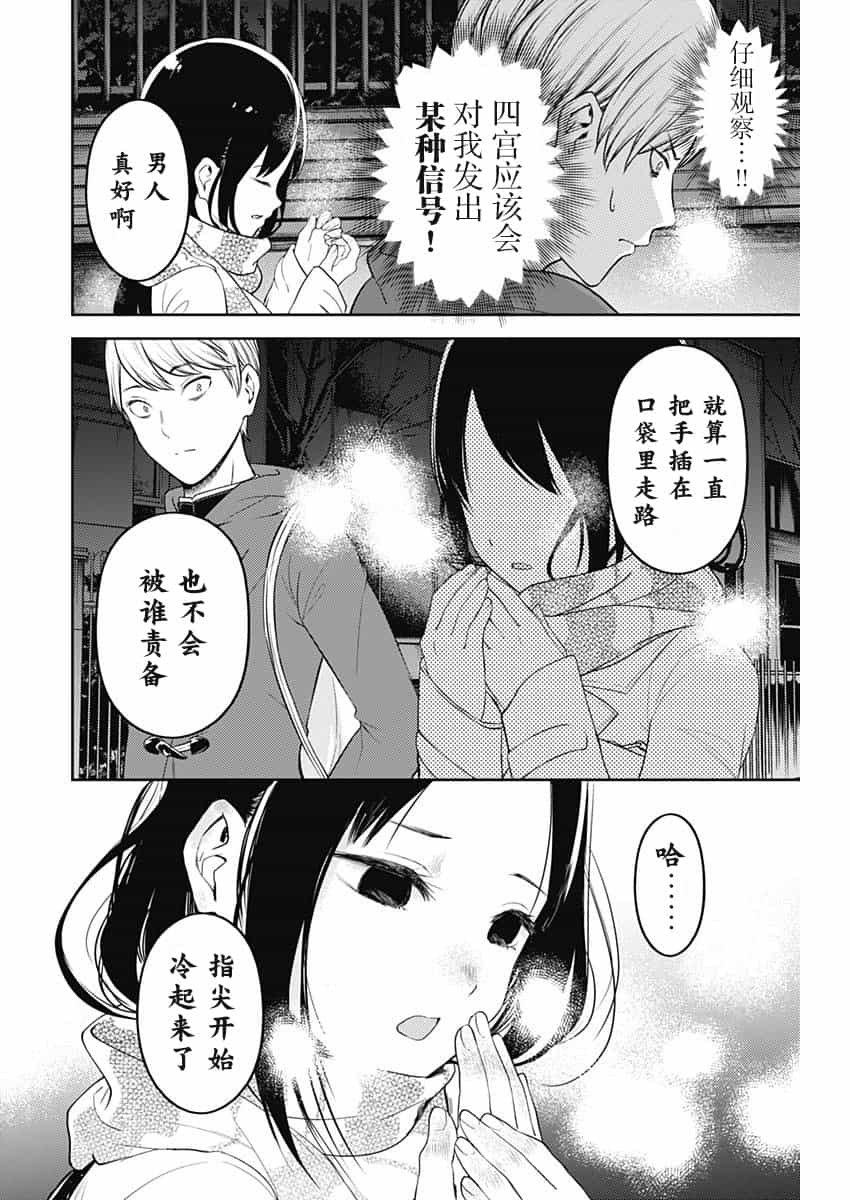 仔细观察…!!
四宫应该会
对我发出
某种信号！
男人
真好啊
就算一直
把手插在
口袋里走路
也不会
被谁责备
哈……
指尖开始
冷起来了